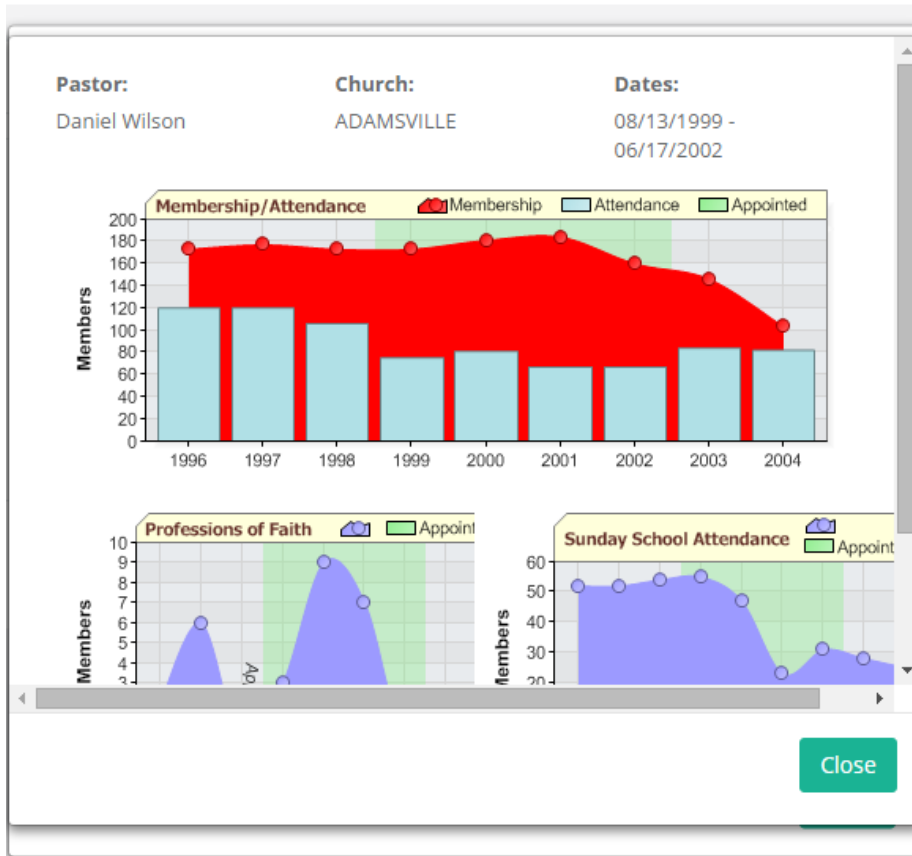 Pastor: Church: Dates:
Daniel Wilson ADAMSVILLE 08/13/1999 -
06/17/2002
Membership/Attendance Membership Attendance Appointed
Members
200
180
160
140
120
100
80
60
40
20
0
1996 1997 1998 1999 2000 2001 2002 2003 2004
Professions of Faith Appoint
Members
10
9
8
7
6
5
4
3
Ap
Sunday School Attendance
Appoint
Members
60
50
40
30
20
Close